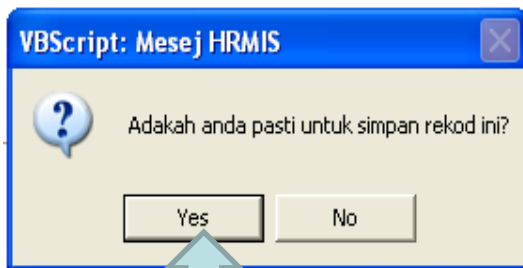 VBScript: Mesej HRMIS
Adakah anda pasti untuk simpan rekod ini?
Yes
No